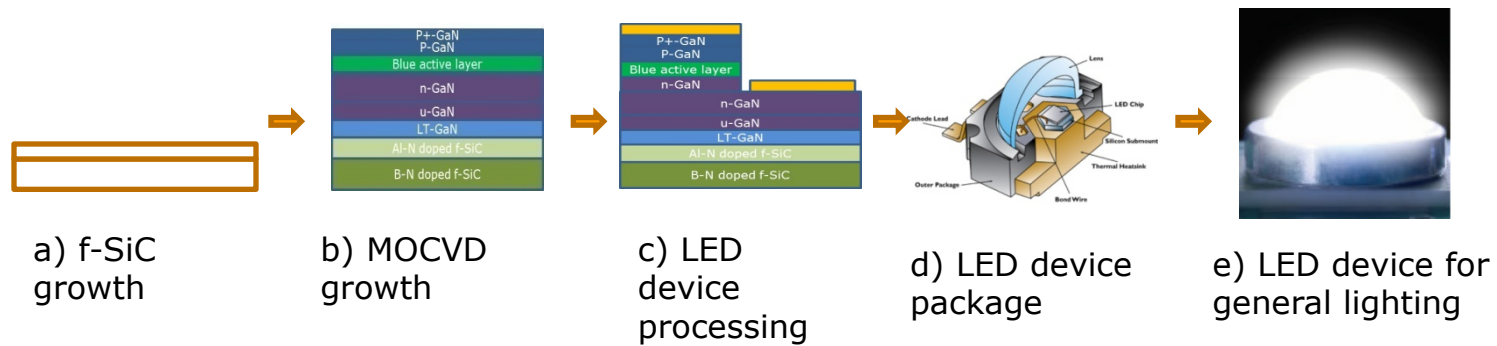 P+-GaN
P-GaN
Blue active layer
n-GaN
u-GaN
LT-GaN
Al-N doped f-SiC
B-N doped f-SiC
P+-GaN
P-GaN
Blue active layer
n-GaN
n-GaN
u-GaN
LT-GaN
Al-N doped f-SiC
B-N doped f-SiC
Lens
LED Chip
Cathode Lead
Silicon Submount
Thermal Heatsink
Outer Package
Bond Wire
a) f-SiC
growth
b) MOCVD
growth
c) LED
device
processing
d) LED device
package
e) LED device for
general lighting